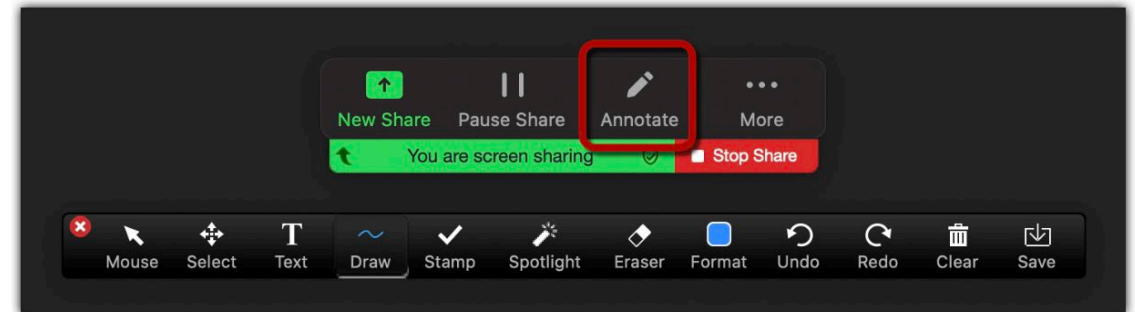 New Share Pause Share Annotate More
You are screen sharing Stop Share
Mouse Select Text Draw Stamp Spotlight Eraser Format Undo Redo Clear Save